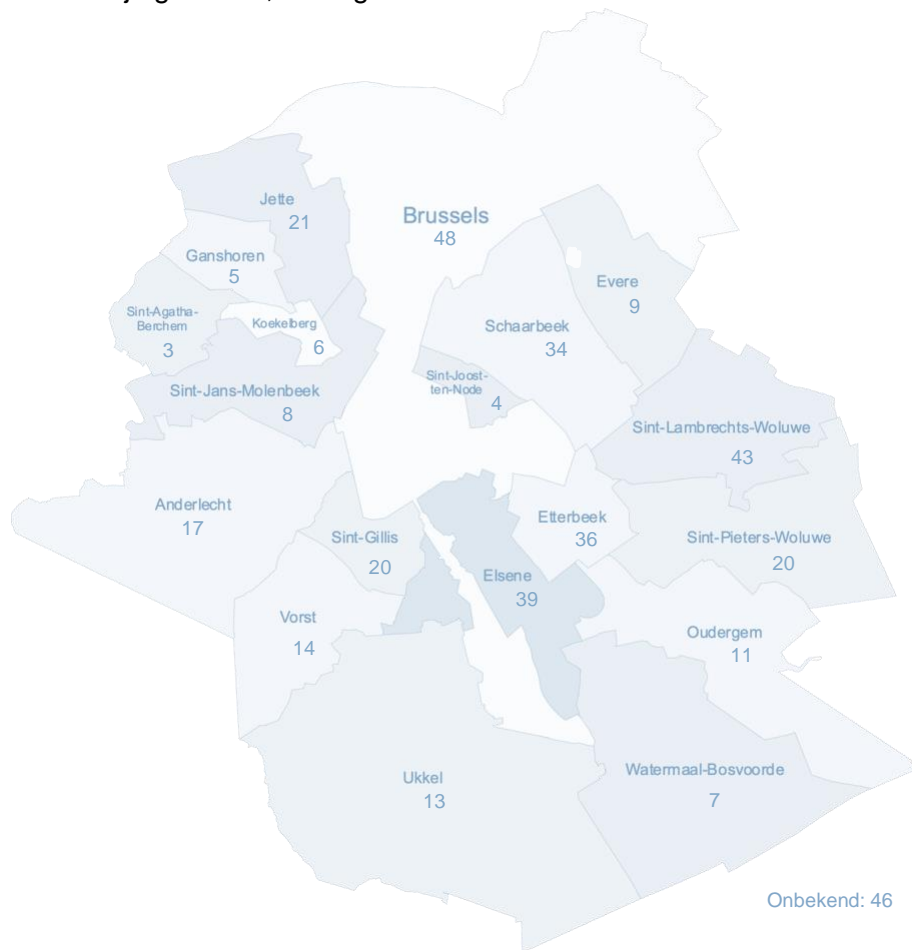 Jette
21
Brussels
48
Ganshoren
5
Evere
9
Sint-Agatha-
Berchem
3
Koekelberg
6
Schaarbeek
34
Sint-Joost-
ten-Node
4
Sint-Jans-Molenbeek
8
Sint-Lambrechts-Woluwe
43
Anderlecht
17
Sint-Gillis
20
Etterbeek
36
Sint-Pieters-Woluwe
20
Elsene
39
Vorst
14
Oudergem
11
Ukkel
13
Watermaal-Bosvoorde
7
Onbekend: 46